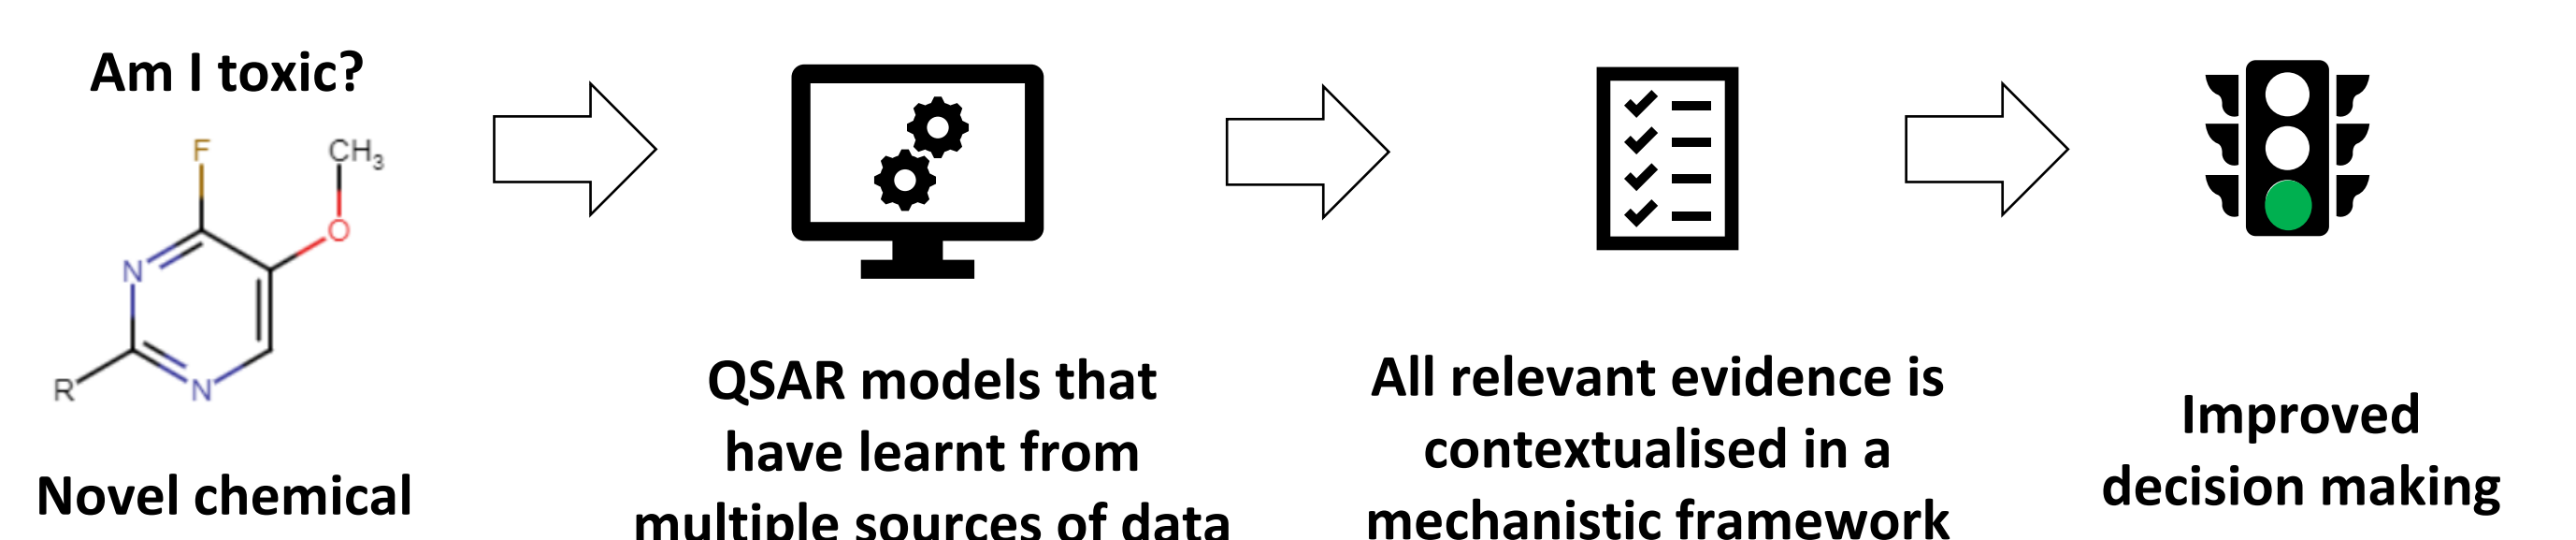 Am I toxic?
F
CH₃
O
N
N
R
Novel chemical
QSAR models that
have learnt from
multiple sources of data
All relevant evidence is
contextualised in a
mechanistic framework
Improved
decision making